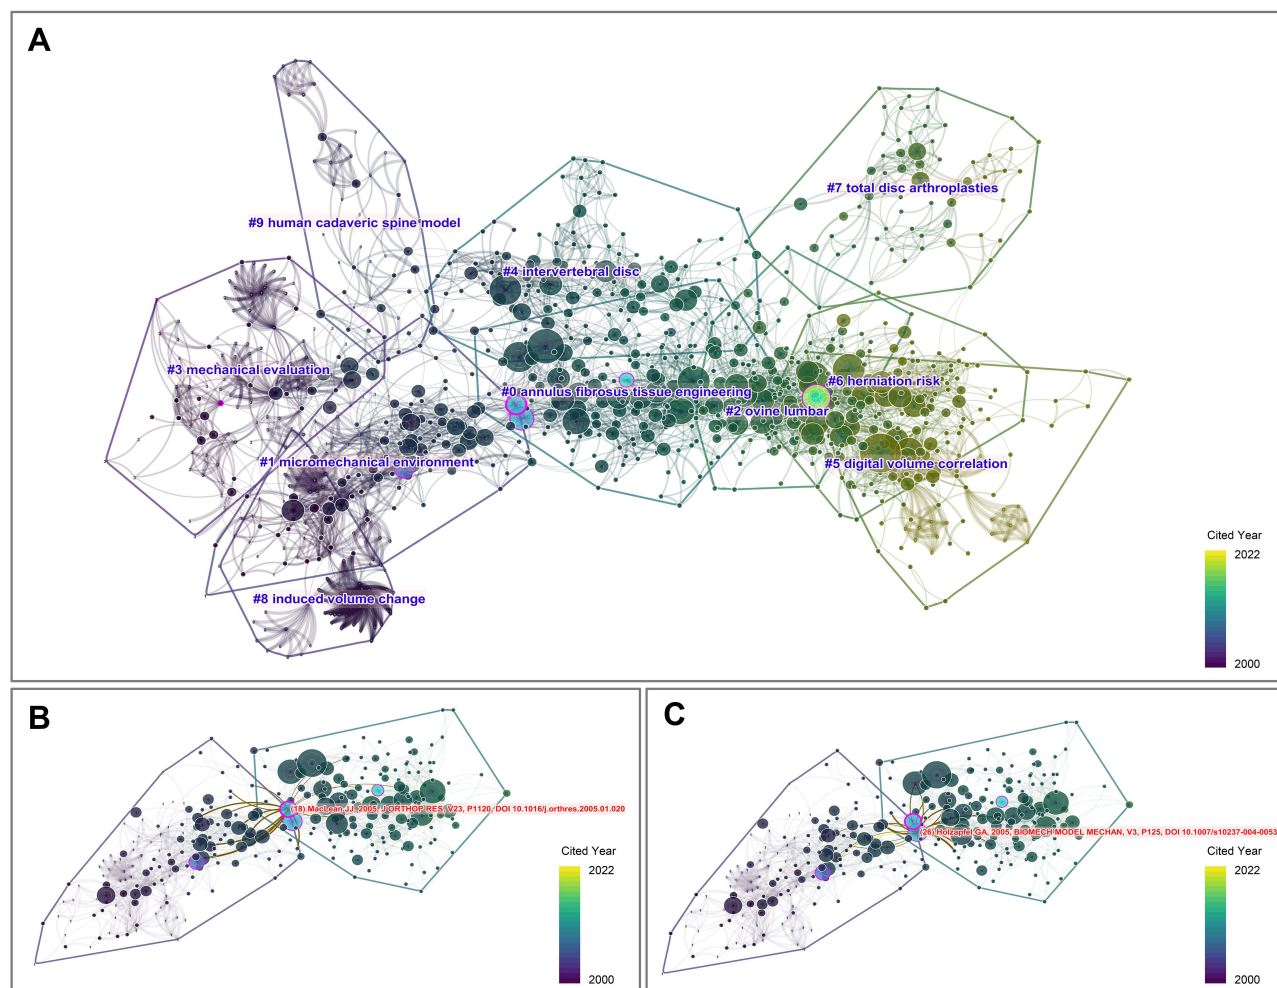 A
#7 total disc arthroplasties
#9 human cadaveric spine model
#4 intervertebral disc
#3 mechanical evaluation
#6 herniation risk
#0 annulus fibrosus tissue engineering
#2 ovine lumbar
#1 micromechanical environment
#5 digital volume correlation
#8 induced volume change
Cited Year
2022
2000
B
(18) MacLean JJ, 2005, J ORTHOP RES, V23, P1120, DOI 10.1016/j.orthres.2005.01.020
Cited Year
2022
2000
C
(26) Holzapfel GA, 2005, BIOMECH MODEL MECHAN, V3, P125, DOI 10.1007/s10237-004-0053
Cited Year
2022
2000